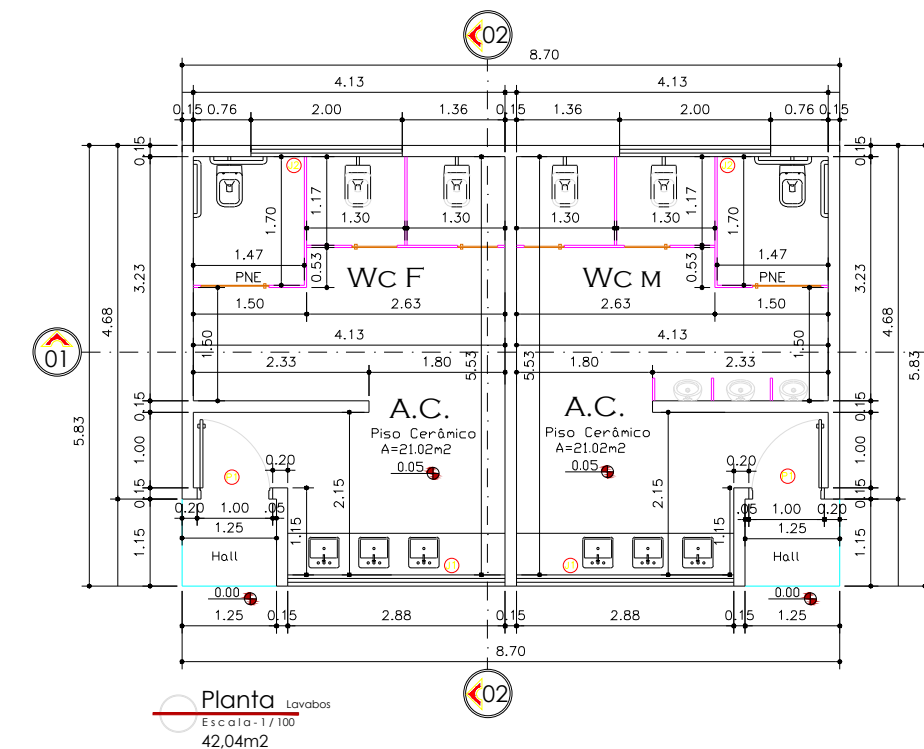 02
8.70
4.13 4.13
0.15 0.76 2.00 1.36 0.15 1.36 2.00 0.76 0.15
0.15 J2 J2 0.15
1.17 1.17
1.70 1.30 1.30 1.30 1.30 1.70
1.47 0.53 0.53 1.47
PNE WC F WC M PNE
3.23 4.68 3.23 4.68
1.50 2.63 2.63 1.50
01
1.50 4.13 5.53 5.53 4.13 1.50
2.33 1.80 1.80 2.33
5.83 5.83
0.15 A.C. A.C. 0.15
Piso Cerâmico Piso Cerâmico
A=21.02m2 A=21.02m2
1.00 0.20 0.05 0.05 0.20 1.00
P1 P1
2.15 2.15
0.15 0.15
0.20 1.00 .05 .05 1.00 0.20
1.25 1.15 1.15 1.25
1.15 1.15
Hall J1 J1 Hall
0.00 0.00
1.25 0.15 2.88 0.15 2.88 0.15 1.25
8.70
02
Planta Lavabos
Escala-1/100
42,04m2